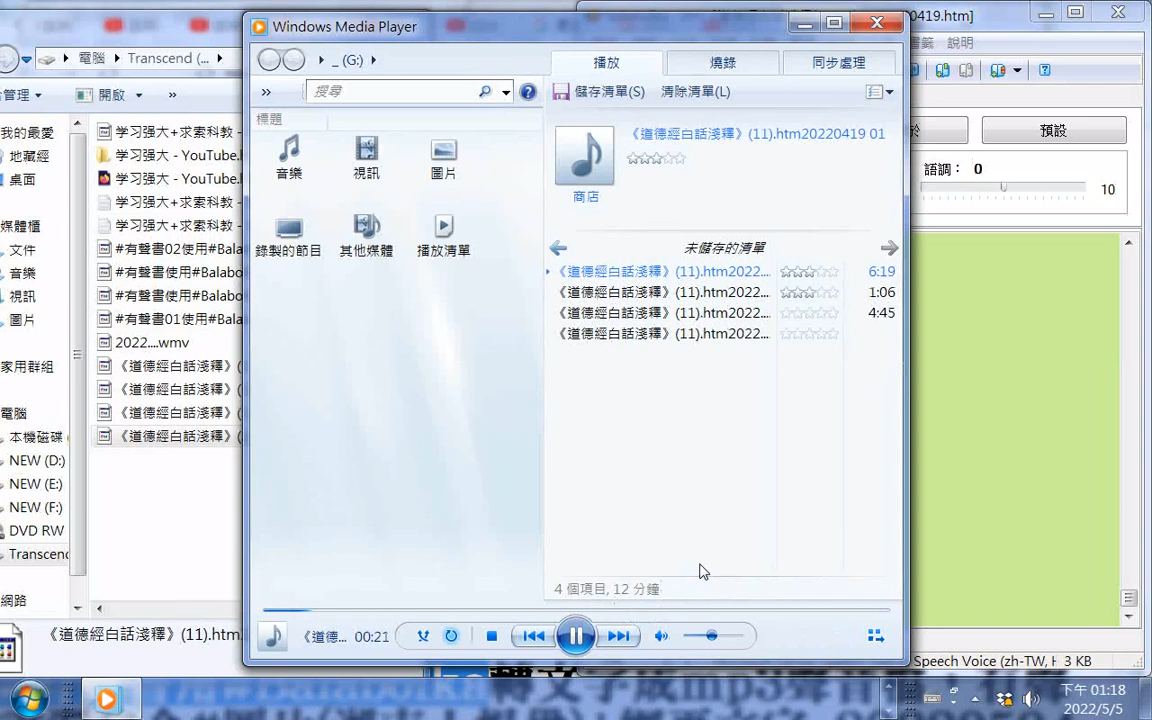 Windows Media Player
0419.htm]
_ (G:)
搜尋
標題
音樂
視訊
圖片
錄製的節目
其他媒體
播放清單
播放
燒錄
同步處理
儲存清單(S)
清除清單(L)
《道德經白話淺釋》(11).htm20220419 01
商店
未儲存的清單
《道德經白話淺釋》(11).htm2022...
6:19
《道德經白話淺釋》(11).htm2022...
1:06
《道德經白話淺釋》(11).htm2022...
4:45
《道德經白話淺釋》(11).htm2022...
4 個項目, 12 分鐘
《道德... 00:21
電腦
Transcend (...
管理
開啟
我的最愛
地藏經
桌面
媒體櫃
文件
音樂
視訊
圖片
家用群組
電腦
本機磁碟
NEW (D:)
NEW (E:)
NEW (F:)
DVD RW
Transcend
網路
学习强大+求索科教 -
学习强大 - YouTube.h
学习强大 - YouTube.h
学习强大+求索科教 -
学习强大+求索科教 -
#有聲書02使用#Balab
#有聲書使用#Balabo
#有聲書使用#Balabo
#有聲書01使用#Bala
2022....wmv
《道德經白話淺釋》(
《道德經白話淺釋》(
《道德經白話淺釋》(
《道德經白話淺釋》(
《道德經白話淺釋》(11).htm
說明
預設
語調： 0
10
Speech Voice (zh-TW, H
3 KB
下午 01:18
2022/5/5